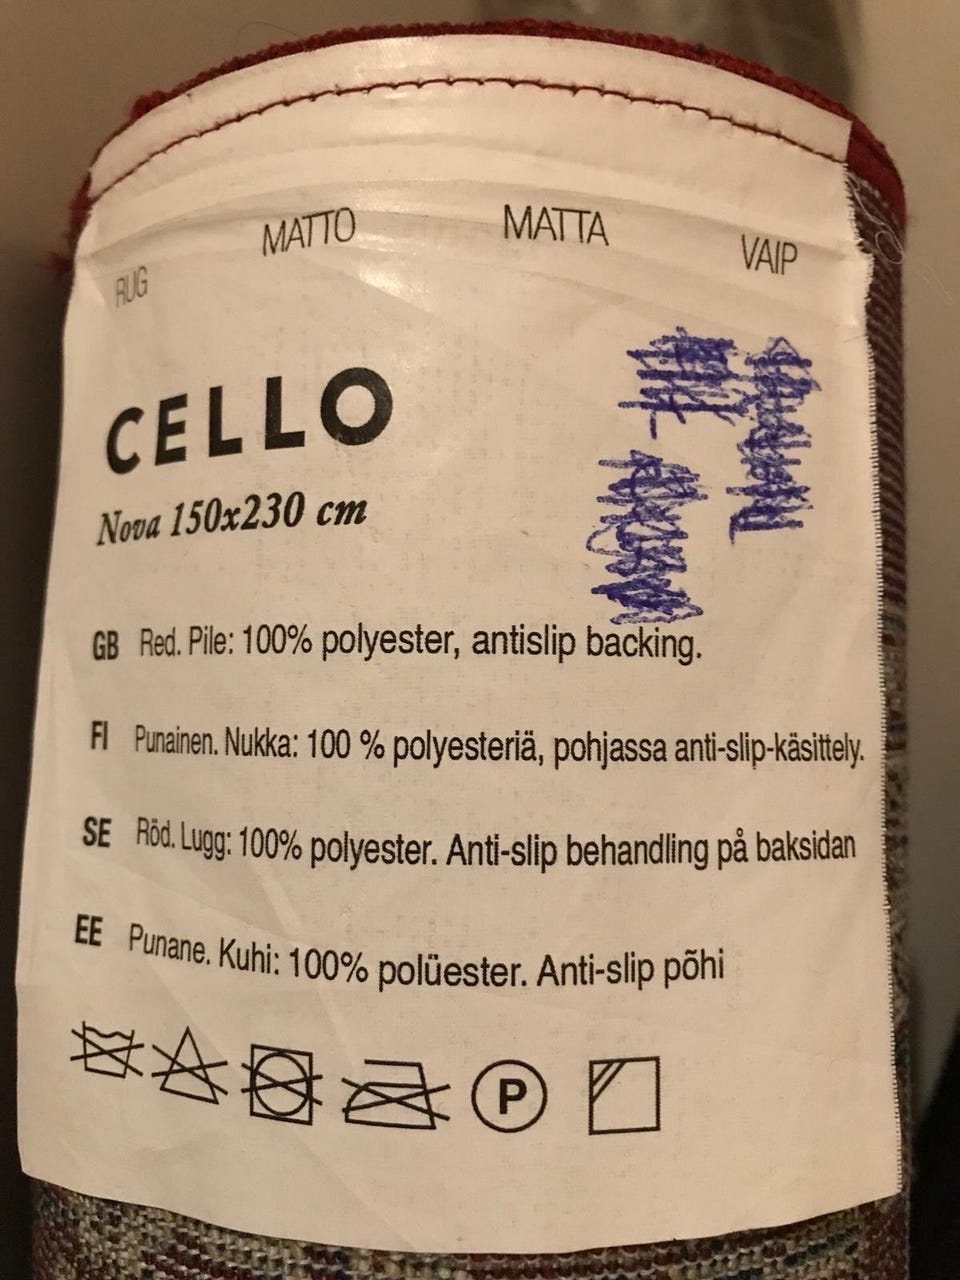 RUG MATTO MATTA VAIP
CELLO
Nova 150x230 cm
GB Red. Pile: 100% polyester, antislip backing.
FI Punainen. Nukka: 100 % polyesteriä, pohjassa anti-slip-käsittely.
SE Röd. Lugg: 100% polyester. Anti-slip behandling på baksidan
EE Punane. Kuhi: 100% polüester. Anti-slip põhi
P